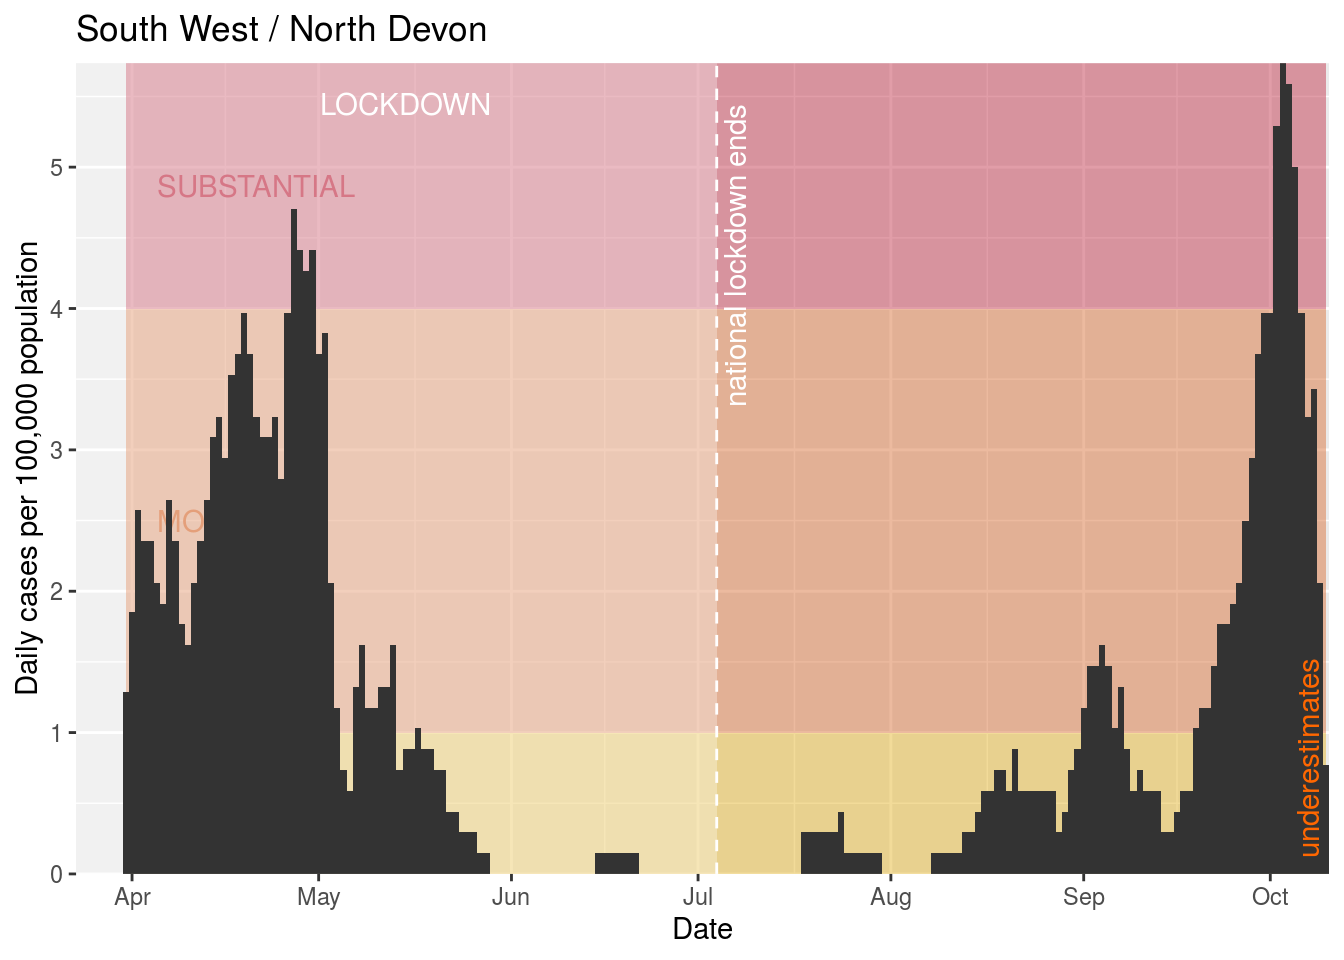 South West / North Devon
LOCKDOWN
SUBSTANTIAL
MO
national lockdown ends
underestimates
Daily cases per 100,000 population
5
4
3
2
1
0
Apr
May
Jun
Jul
Aug
Sep
Oct
Date